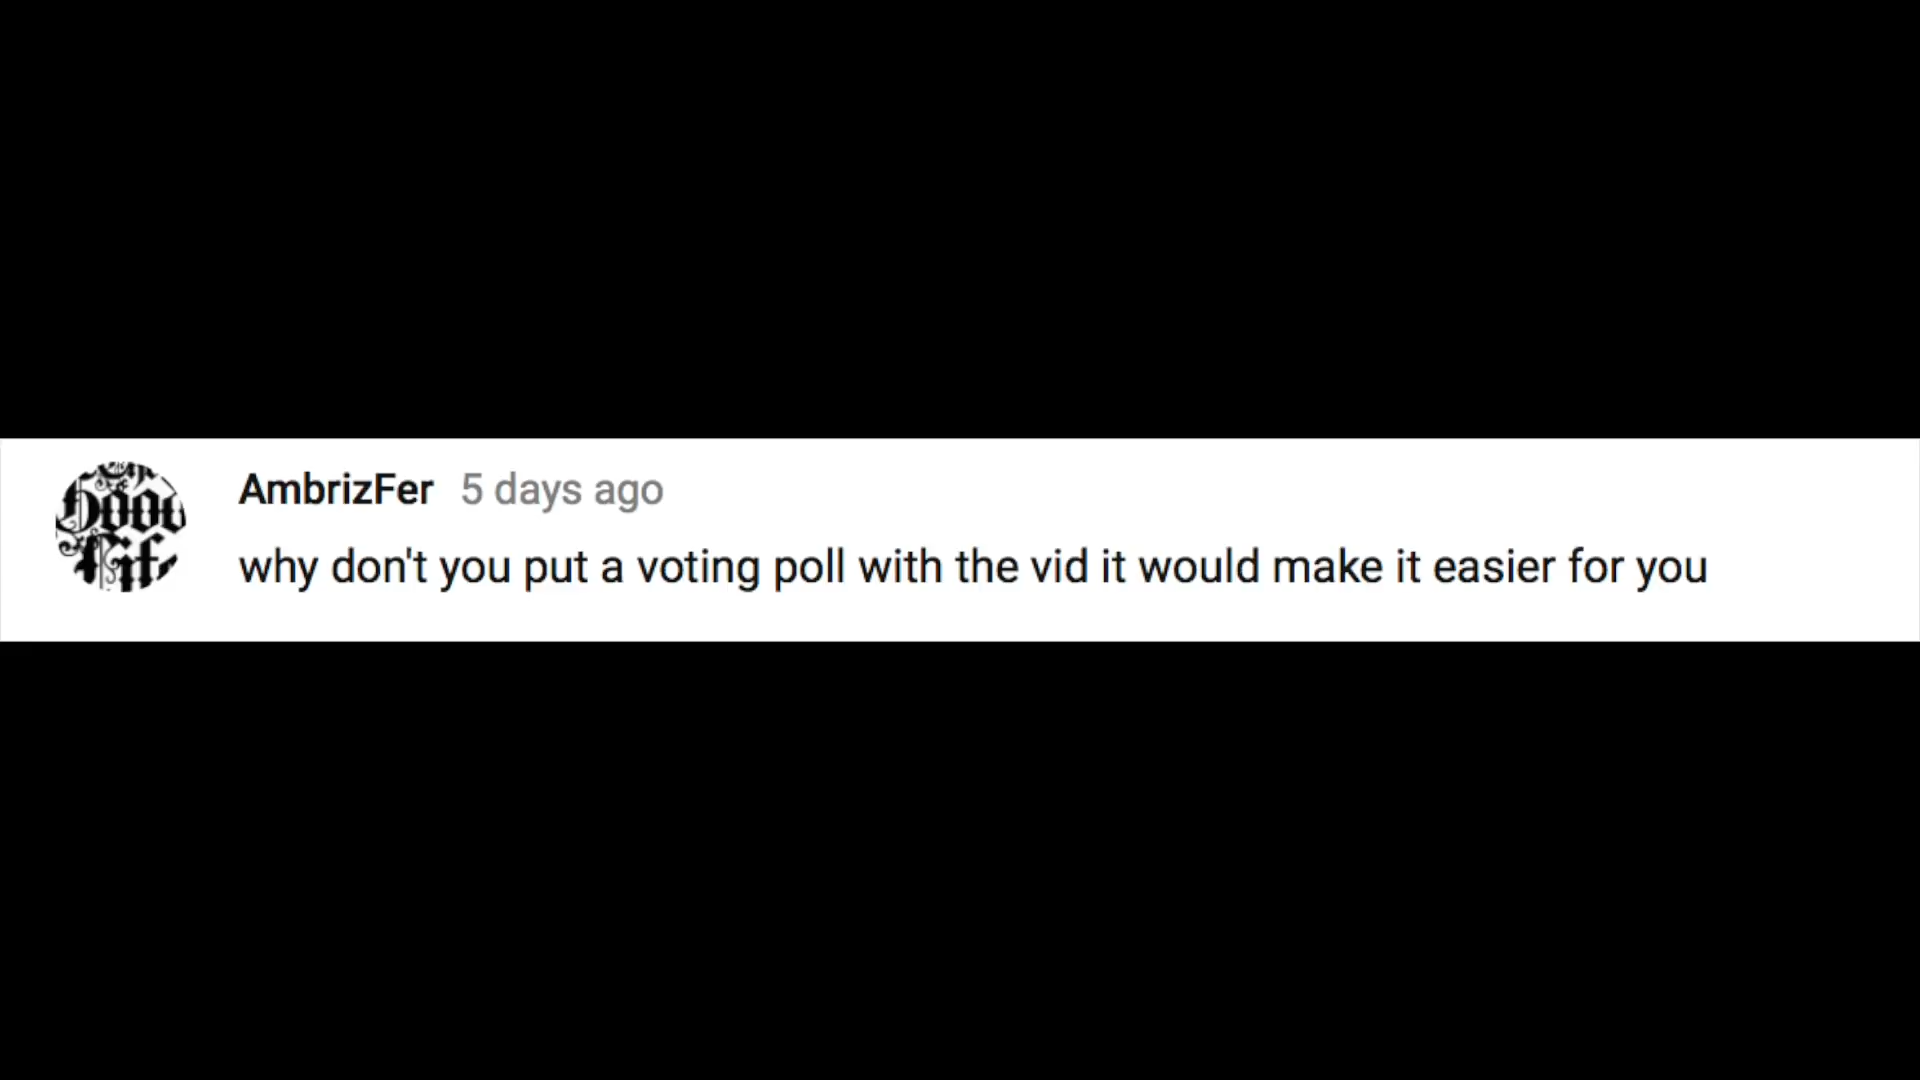 AmbrizFer 5 days ago
why don't you put a voting poll with the vid it would make it easier for you